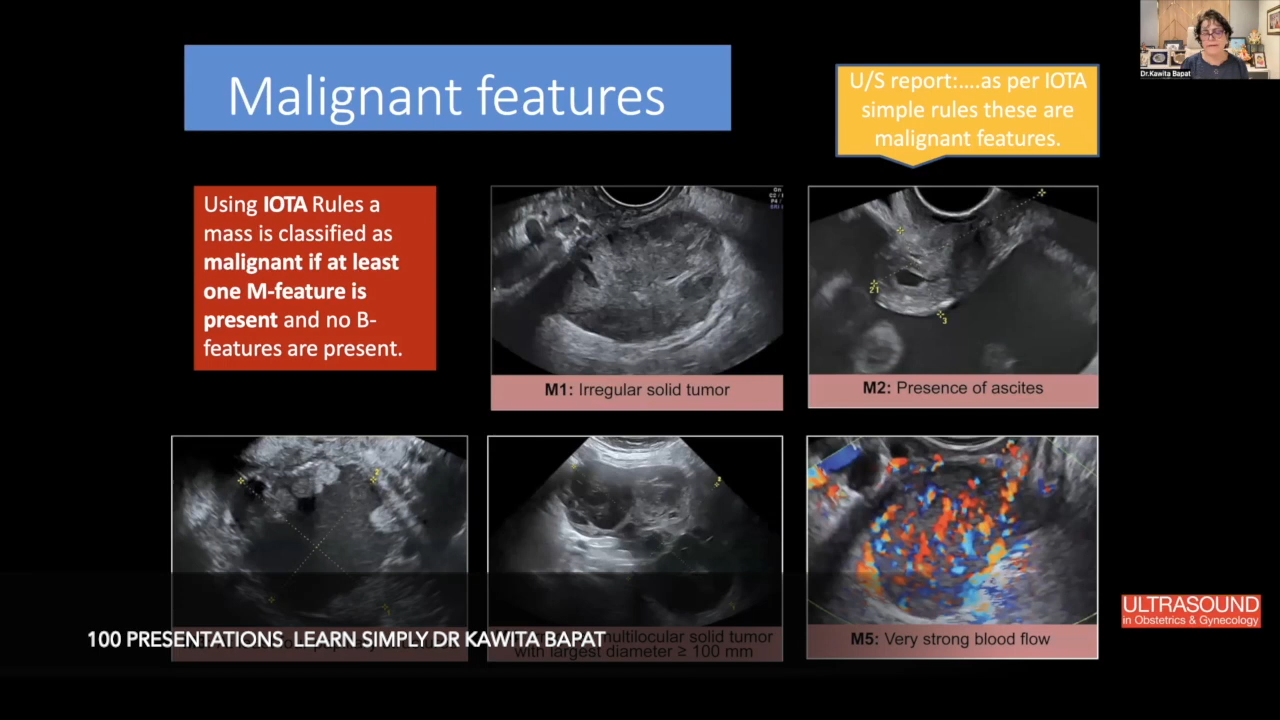 Malignant features
U/S report:....as per IOTA
simple rules these are
malignant features.
Dr.Kawita Bapat
Using IOTA Rules a
mass is classified as
malignant if at least
one M-feature is
present and no B-
features are present.
M1: Irregular solid tumor
M2: Presence of ascites
multilocular solid tumor
with largest diameter ≥ 100 mm
M5: Very strong blood flow
100 PRESENTATIONS LEARN SIMPLY DR KAWITA BAPAT
ULTRASOUND
in Obstetrics & Gynecology